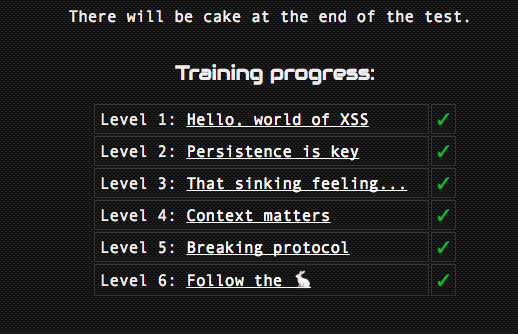 There will be cake at the end of the test.
Training progress:
Level 1: Hello, world of XSS ✓
Level 2: Persistence is key ✓
Level 3: That sinking feeling... ✓
Level 4: Context matters ✓
Level 5: Breaking protocol ✓
Level 6: Follow the 🐇 ✓